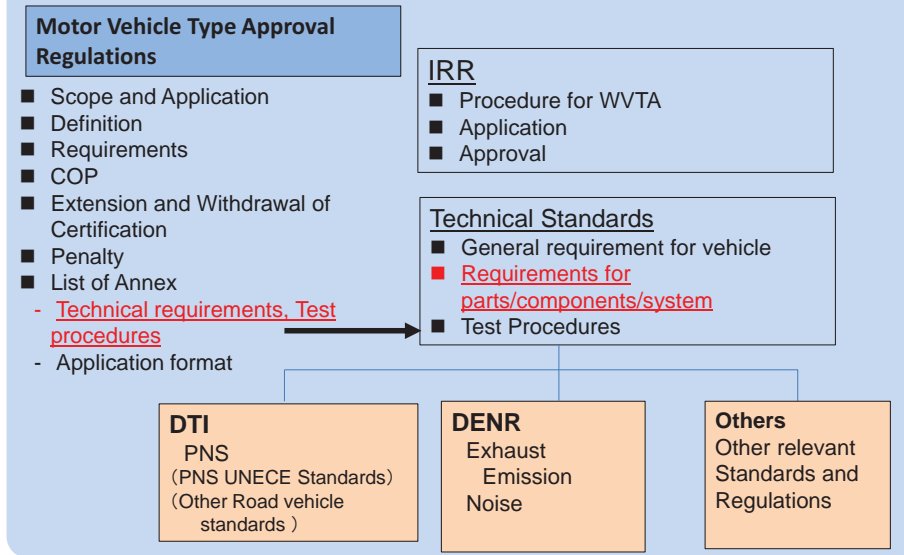 Motor Vehicle Type Approval
Regulations
■ Scope and Application
■ Definition
■ Requirements
■ COP
■ Extension and Withdrawal of
Certification
■ Penalty
■ List of Annex
- Technical requirements, Test
procedures
- Application format
IRR
■ Procedure for WVTA
■ Application
■ Approval
Technical Standards
■ General requirement for vehicle
■ Requirements for
parts/components/system
■ Test Procedures
DTI
PNS
(PNS UNECE Standards)
(Other Road vehicle
standards )
DENR
Exhaust
Emission
Noise
Others
Other relevant
Standards and
Regulations